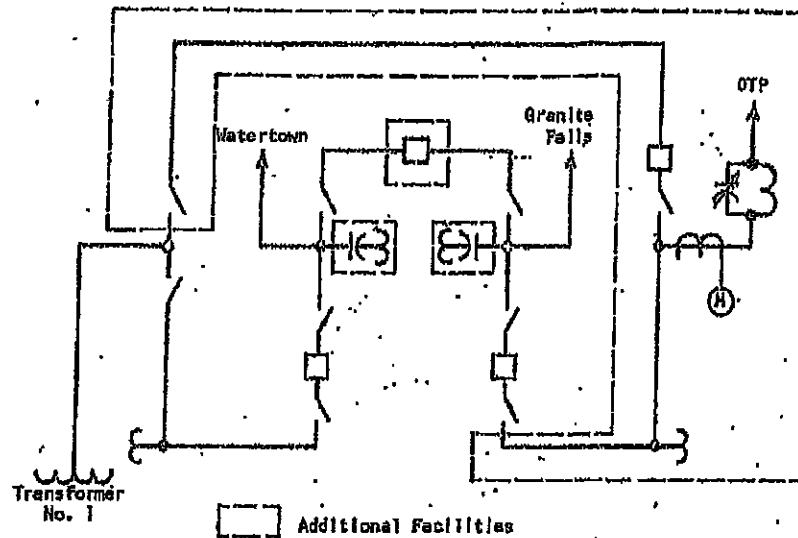 OTP
Granite
Falls
Watertown
M
Transformer
No. 1
Additional Facilities